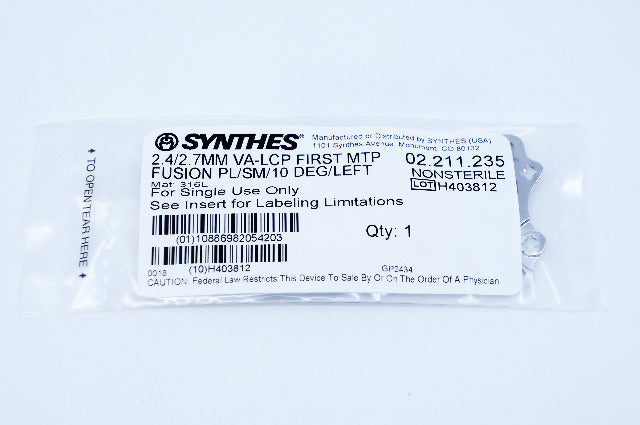 SYNTHES®
Manufactured or Distributed by SYNTHES (USA)
1101 Synthes Avenue, Monument, CO 80132
2.4/2.7MM VA-LCP FIRST MTP
FUSION PL/SM/10 DEG/LEFT
02.211.235
NONSTERILE
LOT H403812
Mat: 316L
For Single Use Only
See Insert for Labeling Limitations
(01)10886982054203
Qty: 1
(10)H403812
0018
GP2434
CAUTION: Federal Law Restricts This Device To Sale By Or On The Order Of A Physician.
TO OPEN TEAR HERE